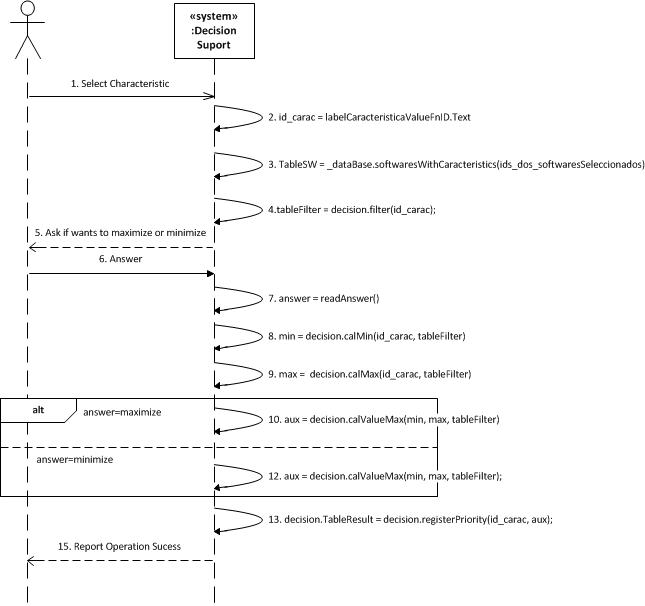 «system»
:Decision
Suport
1. Select Characteristic
2. id_carac = labelCaracteristicaValueFnID.Text
3. TableSW = _dataBase.softwaresWithCaracteristics(ids_dos_softwaresSeleccionados)
4.tableFilter = decision.filter(id_carac);
5. Ask if wants to maximize or minimize
6. Answer
7. answer = readAnswer()
8. min = decision.calMin(id_carac, tableFilter)
9. max = decision.calMax(id_carac, tableFilter)
alt
answer=maximize
10. aux = decision.calValueMax(min, max, tableFilter)
answer=minimize
12. aux = decision.calValueMax(min, max, tableFilter);
13. decision.TableResult = decision.registerPriority(id_carac, aux);
15. Report Operation Sucess